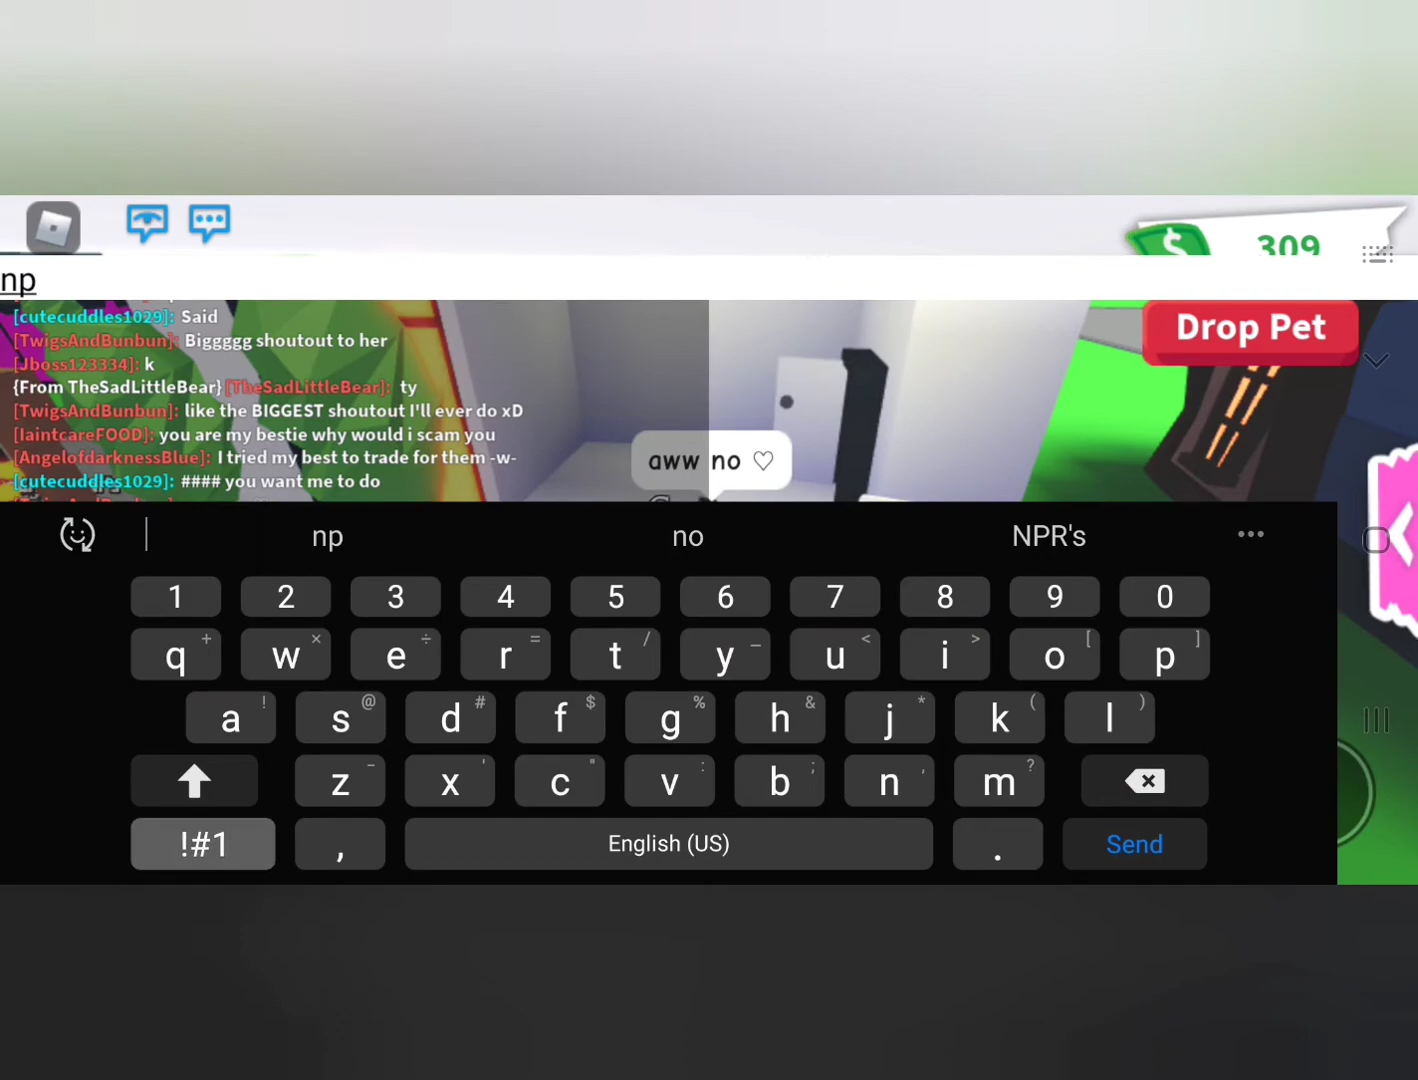 309
np
[cutecuddles1029]: Said
[TwigsAndBunbun]: Biggggg shoutout to her
[Jboss123334]: k
{From TheSadLittleBear}[TheSadLittleBear]: ty
[TwigsAndBunbun]: like the BIGGEST shoutout I'll ever do xD
[IaintcareFOOD]: you are my bestie why would i scam you
[AngelofdarknessBlue]: I tried my best to trade for them -w-
[cutecuddles1029]: #### you want me to do
Drop Pet
aww no ♡
np no NPR's •••
1 2 3 4 5 6 7 8 9 0
q + w × e ÷ r = t / y _ u < i > o [ p ]
a ! s @ d # f $ g % h & j * k ( l )
z - x ' c " v : b ; n , m ?
!#1 , English (US) . Send